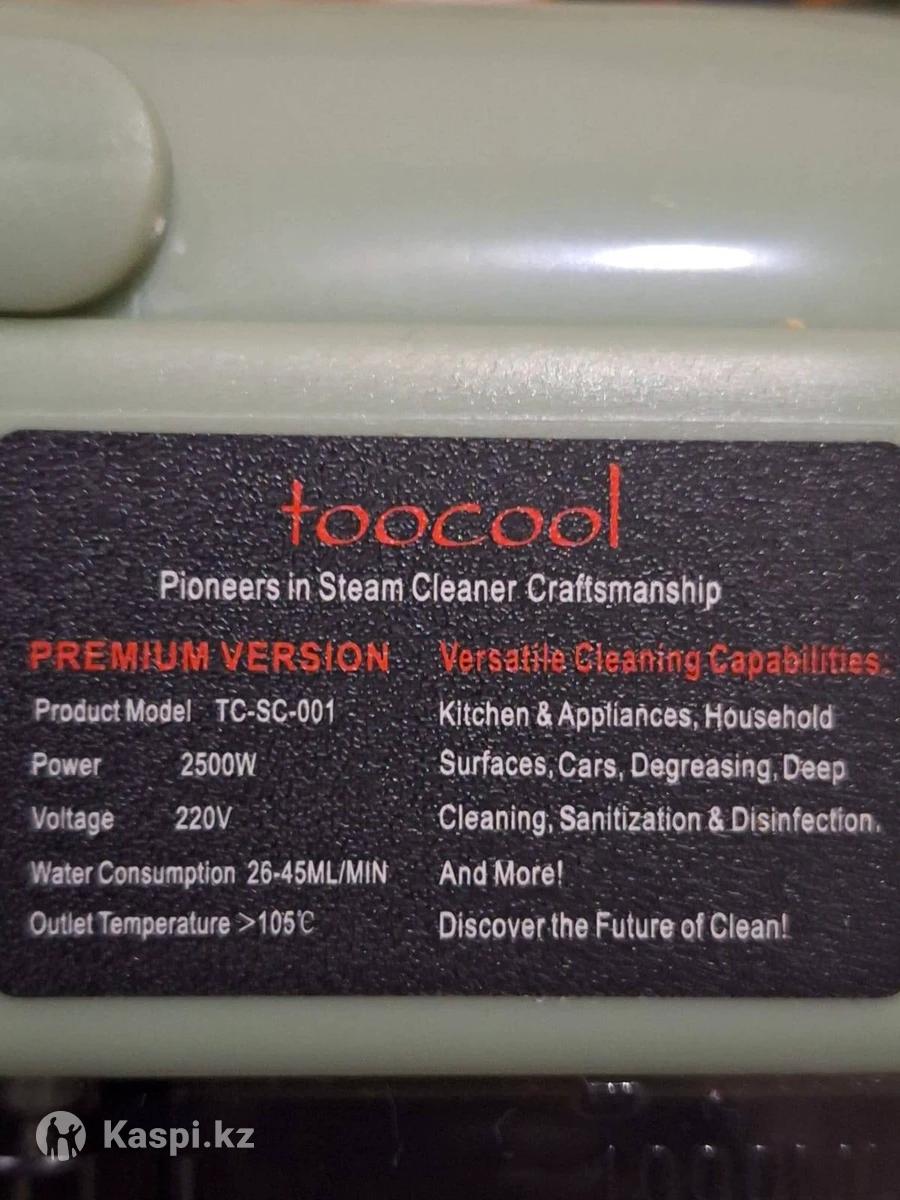 toocool
Pioneers in Steam Cleaner Craftsmanship
PREMIUM VERSION
Product Model TC-SC-001
Power 2500W
Voltage 220V
Water Consumption 26-45ML/MIN
Outlet Temperature >105℃
Versatile Cleaning Capabilities:
Kitchen & Appliances, Household
Surfaces, Cars, Degreasing, Deep
Cleaning, Sanitization & Disinfection.
And More!
Discover the Future of Clean!
Kaspi.kz